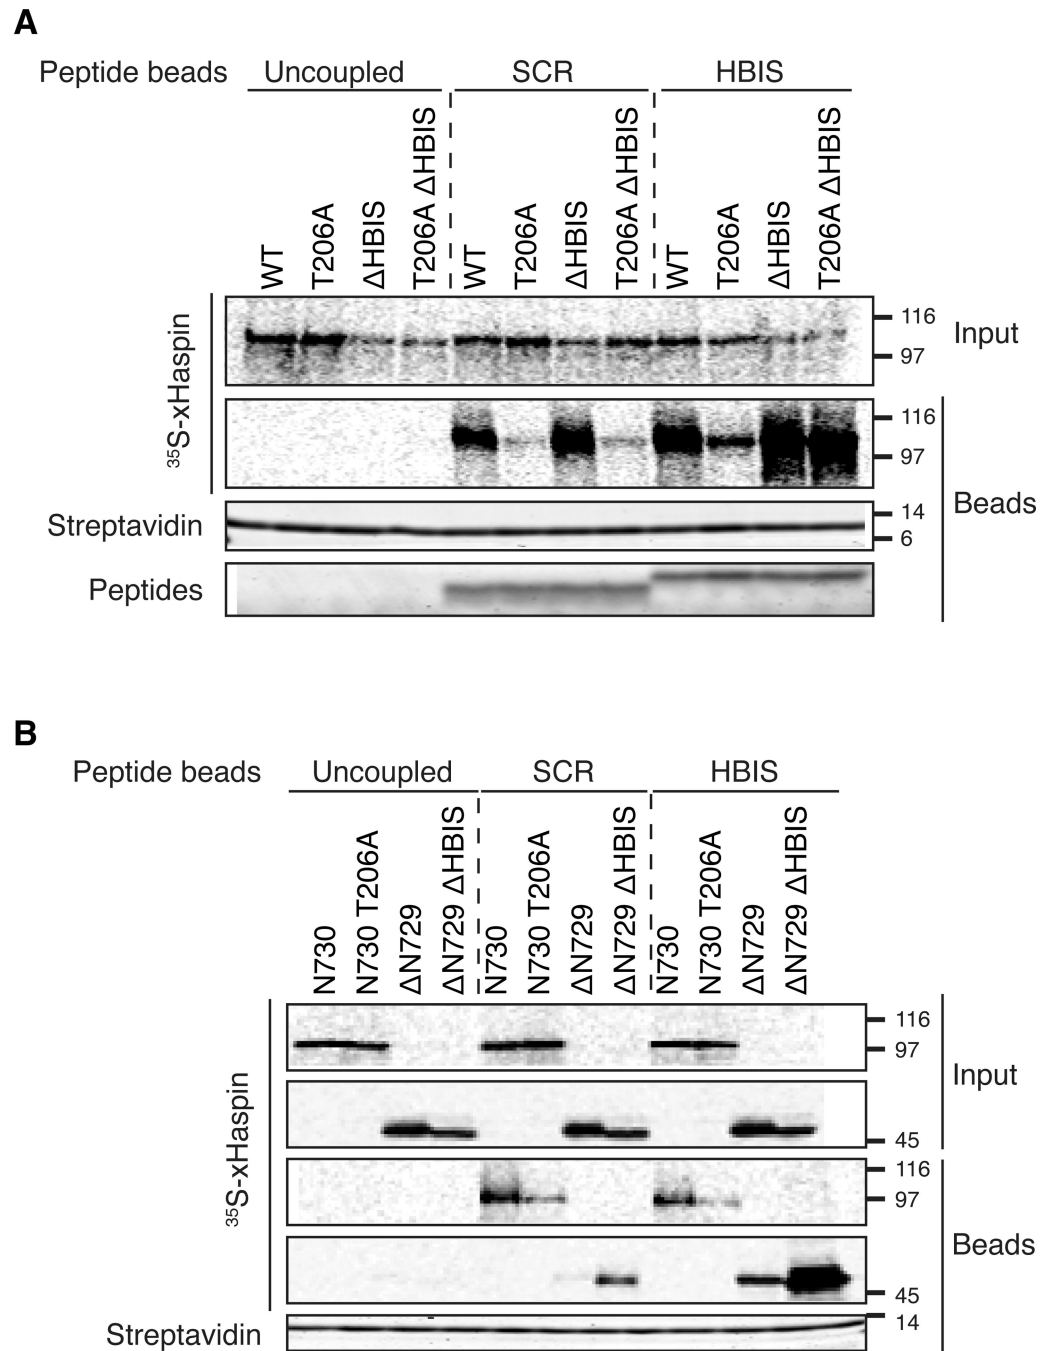 A
Peptide beads Uncoupled SCR HBIS
WT T206A ΔHBIS T206A ΔHBIS WT T206A ΔHBIS T206A ΔHBIS WT T206A ΔHBIS T206A ΔHBIS
35S-xHaspin
116
97
Input
116
97
Beads
Streptavidin
14
6
Peptides
B
Peptide beads Uncoupled SCR HBIS
N730 N730 T206A ΔN729 ΔN729 ΔHBIS N730 N730 T206A ΔN729 ΔN729 ΔHBIS N730 N730 T206A ΔN729 ΔN729 ΔHBIS
35S-xHaspin
116
97
Input
45
116
97
Beads
45
Streptavidin
14